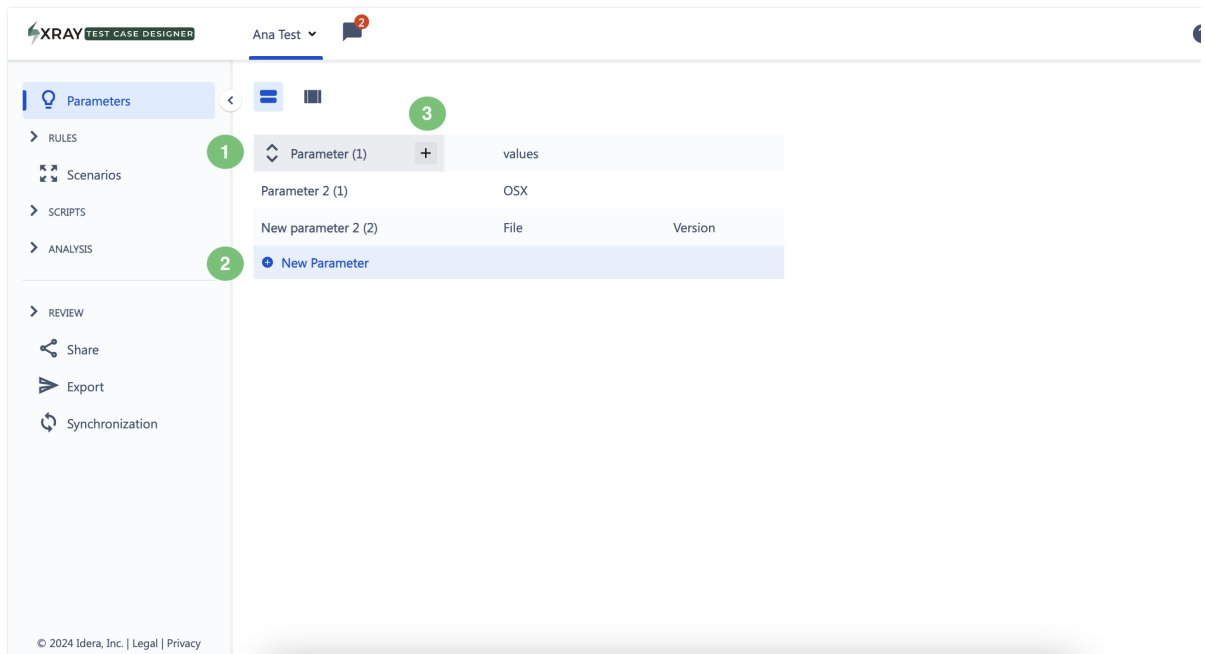 XRAY TEST CASE DESIGNER
Ana Test
2
Parameters
3
RULES
1
Parameter (1)
+
values
Scenarios
Parameter 2 (1)
OSX
SCRIPTS
New parameter 2 (2)
File
Version
ANALYSIS
2
New Parameter
REVIEW
Share
Export
Synchronization
© 2024 Idera, Inc. | Legal | Privacy